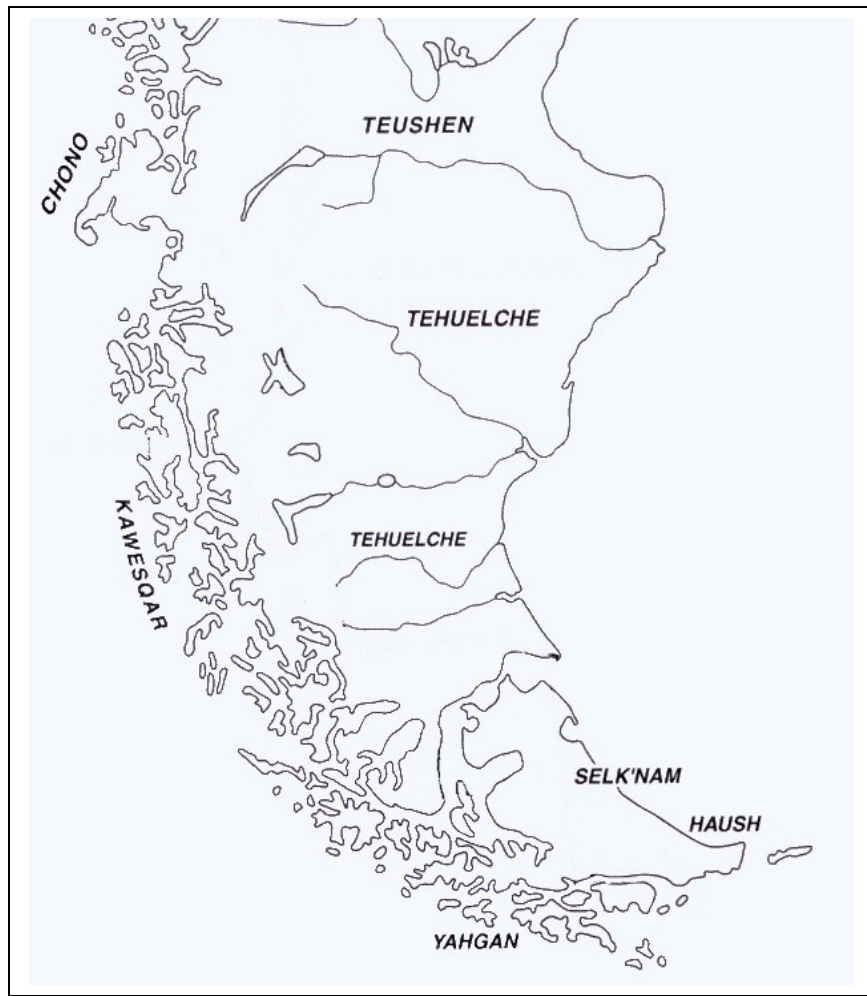 TEUSHEN
CHONO
TEHUELCHE
KAWESQAR
TEHUELCHE
SELK'NAM
HAUSH
YAHGAN